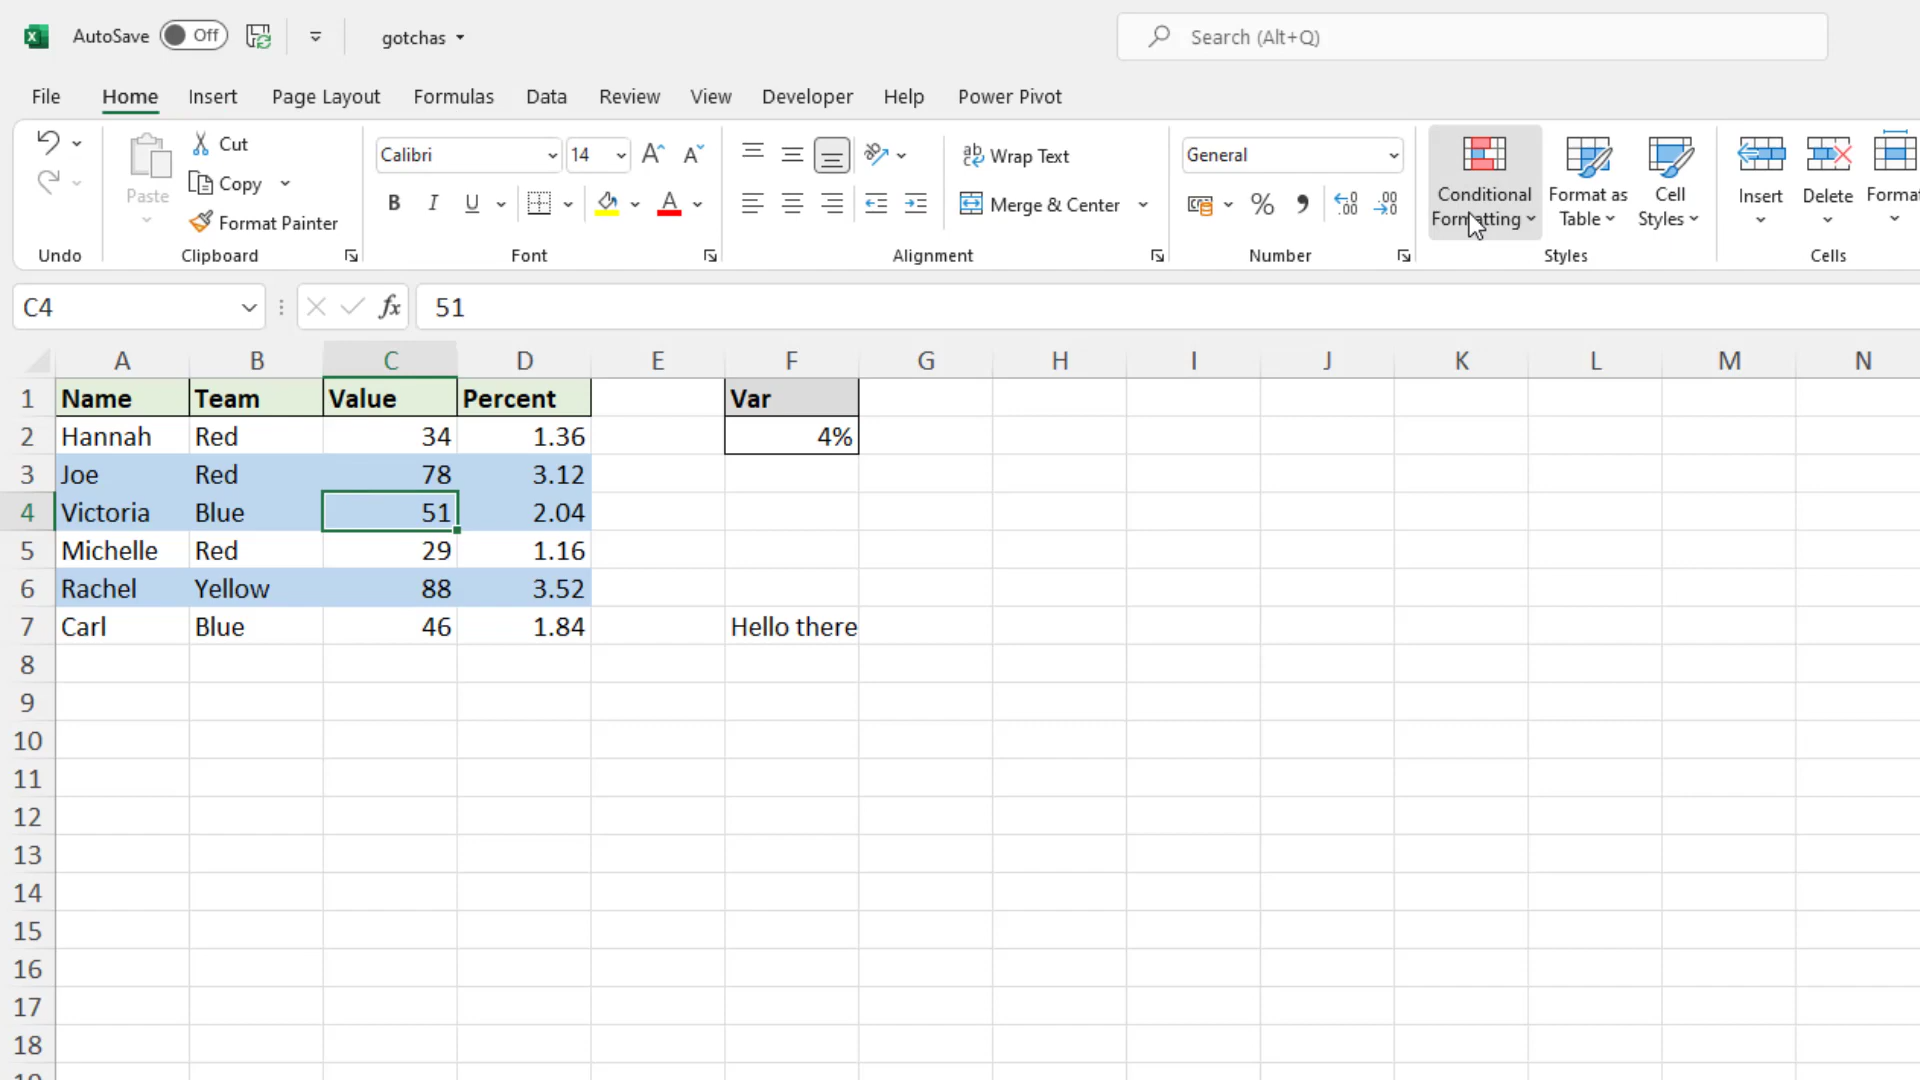 AutoSave Off gotchas Search (Alt+Q)
File Home Insert Page Layout Formulas Data Review View Developer Help Power Pivot
Paste Cut Copy Format Painter
Calibri 14
B I U A
ab Wrap Text
Merge & Center
General
% .00 .00
Conditional Formatting Format as Table Cell Styles Insert Delete Format
Undo Clipboard Font Alignment Number Styles Cells
C4 fx 51
A B C D E F G H I J K L M N
1 Name Team Value Percent Var
2 Hannah Red 34 1.36 4%
3 Joe Red 78 3.12
4 Victoria Blue 51 2.04
5 Michelle Red 29 1.16
6 Rachel Yellow 88 3.52
7 Carl Blue 46 1.84 Hello there
8
9
10
11
12
13
14
15
16
17
18